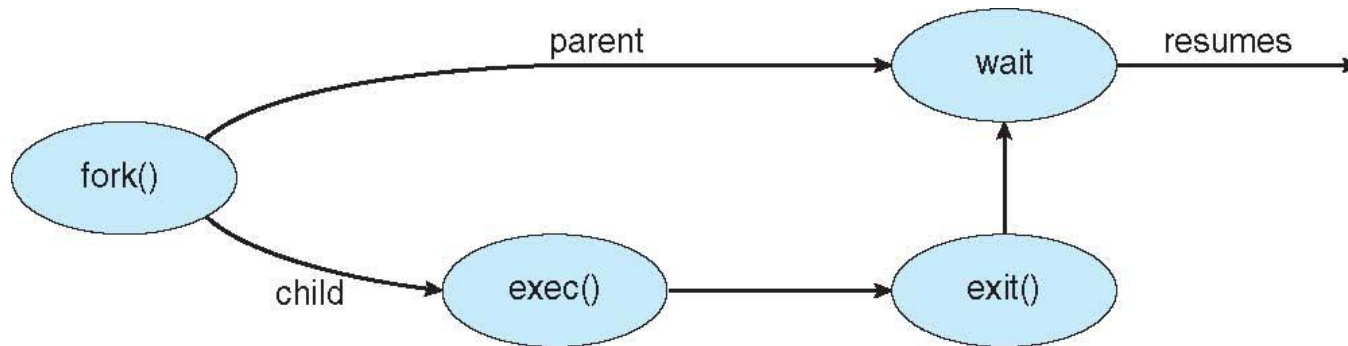 parent
wait
resumes
fork()
child
exec()
exit()